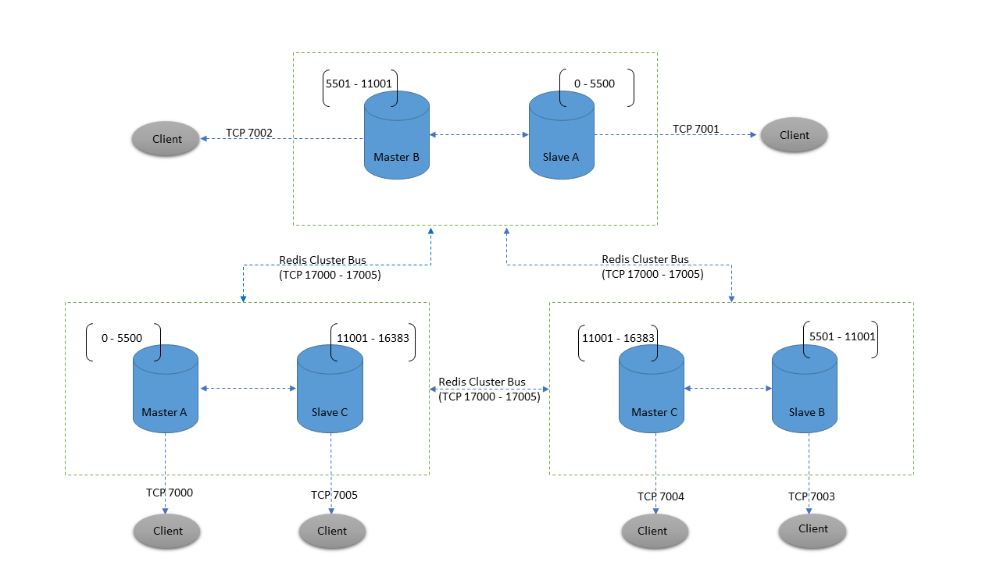 5501 - 11001
0 - 5500
Client
TCP 7002
Master B
Slave A
TCP 7001
Client
Redis Cluster Bus
(TCP 17000 - 17005)
Redis Cluster Bus
(TCP 17000 - 17005)
0 - 5500
11001 - 16383
Master A
Slave C
Redis Cluster Bus
(TCP 17000 - 17005)
11001 - 16383
5501 - 11001
Master C
Slave B
TCP 7000
TCP 7005
TCP 7004
TCP 7003
Client
Client
Client
Client